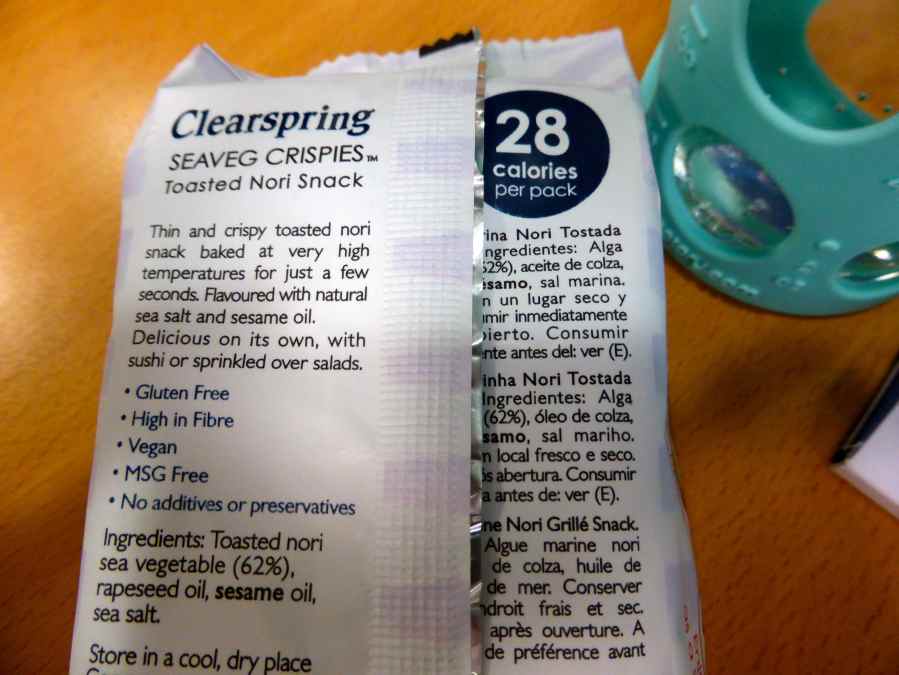 Clearspring
SEAVEG CRISPIES™
Toasted Nori Snack
Thin and crispy toasted nori
snack baked at very high
temperatures for just a few
seconds. Flavoured with natural
sea salt and sesame oil.
Delicious on its own, with
sushi or sprinkled over salads.
• Gluten Free
• High in Fibre
• Vegan
• MSG Free
• No additives or preservatives
Ingredients: Toasted nori
sea vegetable (62%),
rapeseed oil, sesame oil,
sea salt.
Store in a cool, dry place
28
calories
per pack
rina Nori Tostada
ngredientes: Alga
62%), aceite de colza,
ésamo, sal marina.
n un lugar seco y
umir inmediatamente
bierto. Consumir
nte antes del: ver (E).
inha Nori Tostada
Ingredientes: Alga
(62%), óleo de colza,
samo, sal mariho.
n local fresco e seco.
s abertura. Consumir
a antes de: ver (E).
ne Nori Grillé Snack.
Algue marine nori
de colza, huile de
de mer. Conserver
ndroit frais et sec.
après ouverture. A
de préférence avant